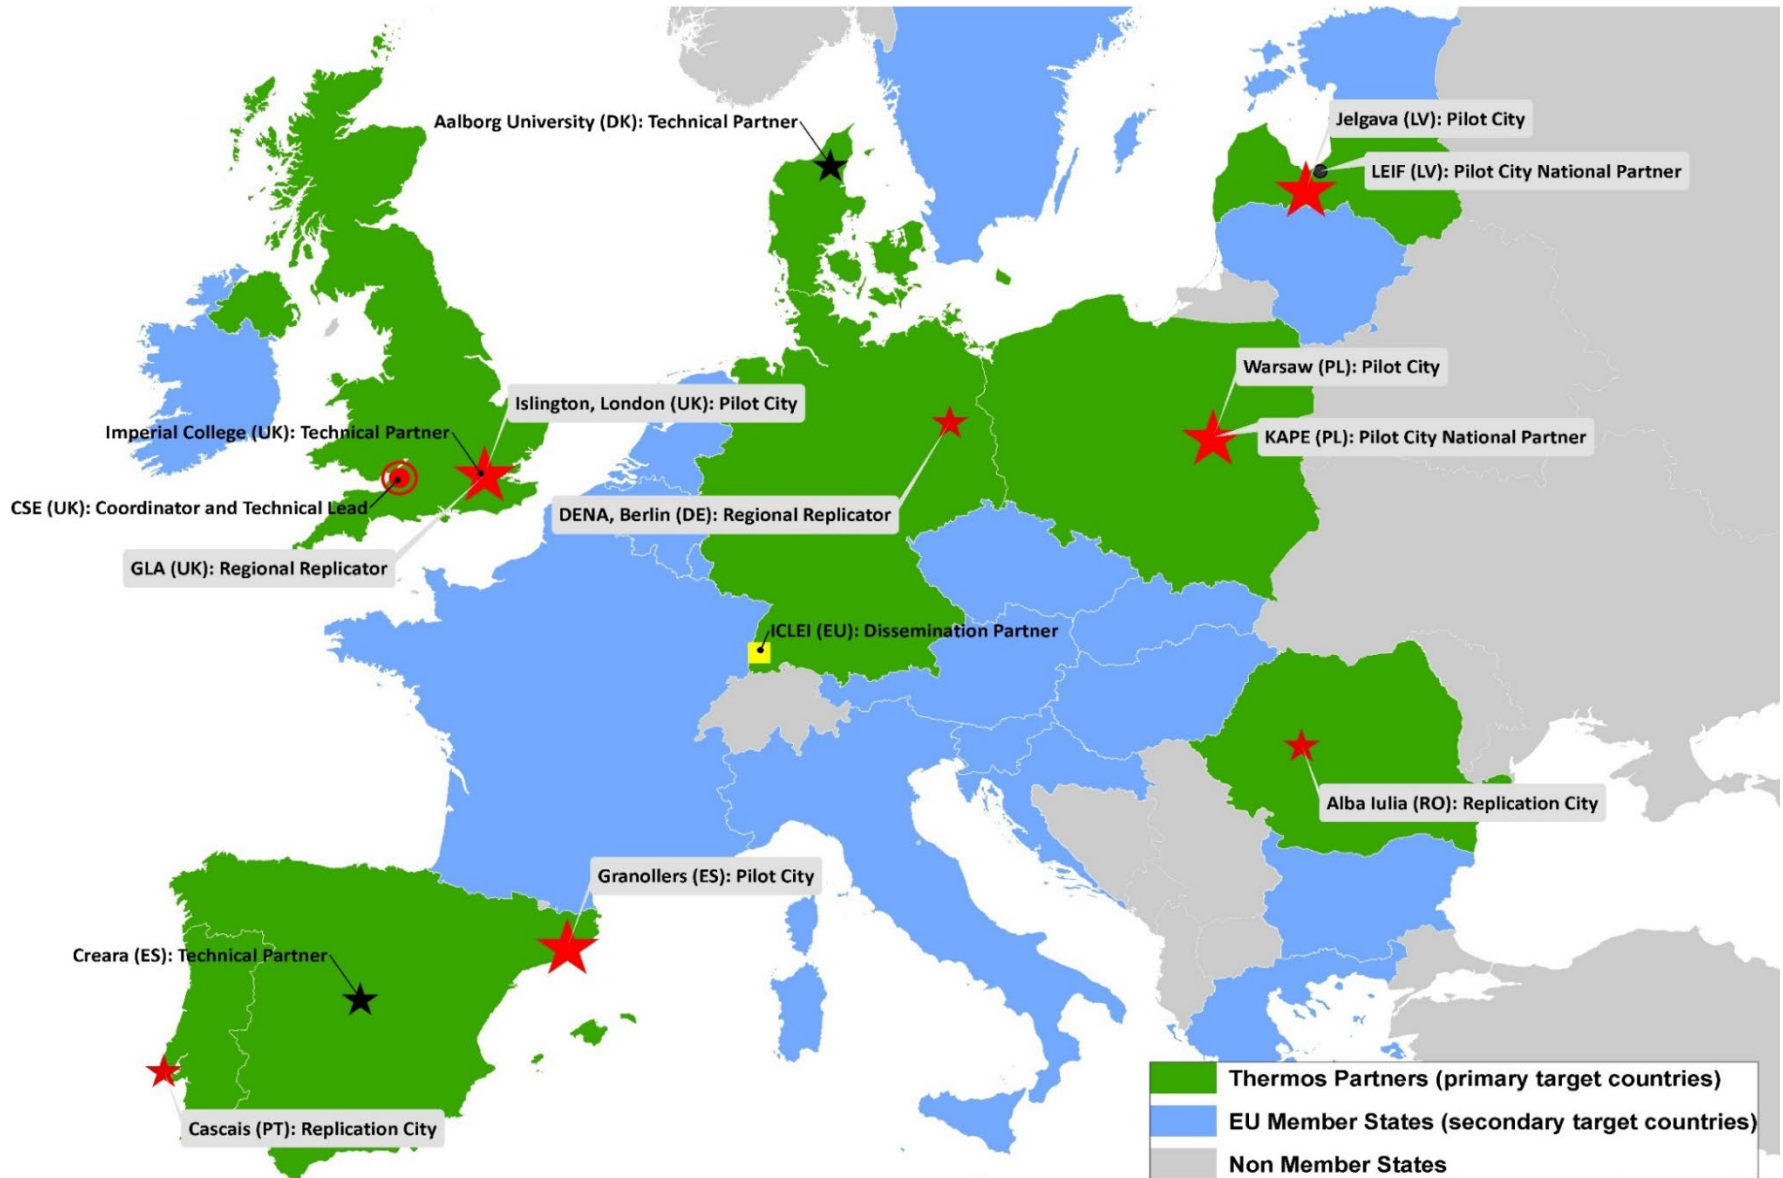 Aalborg University (DK): Technical Partner
Jelgava (LV): Pilot City
LEIF (LV): Pilot City National Partner
Warsaw (PL): Pilot City
Islington, London (UK): Pilot City
Imperial College (UK): Technical Partner
KAPE (PL): Pilot City National Partner
CSE (UK): Coordinator and Technical Lead
DENA, Berlin (DE): Regional Replicator
GLA (UK): Regional Replicator
ICLEI (EU): Dissemination Partner
Alba Iulia (RO): Replication City
Granollers (ES): Pilot City
Creara (ES): Technical Partner
Cascais (PT): Replication City
Thermos Partners (primary target countries)
EU Member States (secondary target countries)
Non Member States